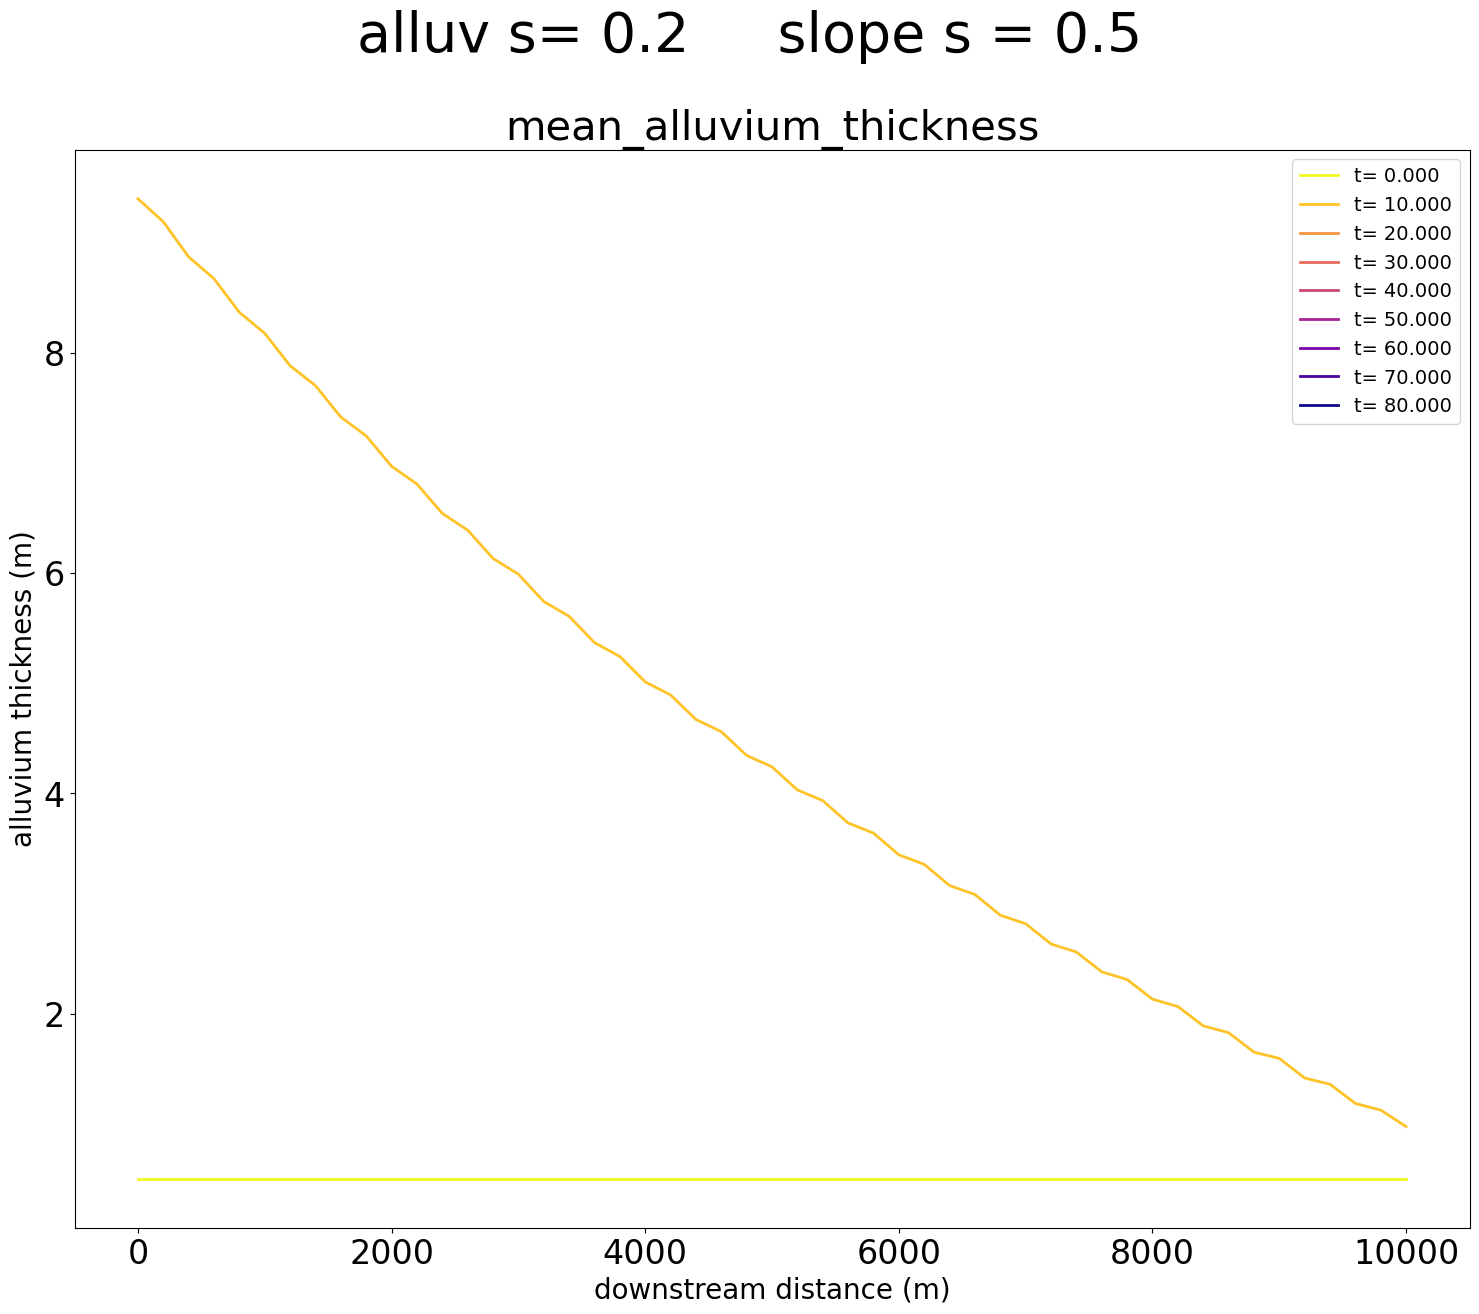 alluv s= 0.2     slope s = 0.5
mean_alluvium_thickness
t= 0.000
t= 10.000
t= 20.000
t= 30.000
t= 40.000
t= 50.000
t= 60.000
t= 70.000
t= 80.000
alluvium thickness (m)
8
6
4
2
0 2000 4000 6000 8000 10000
downstream distance (m)